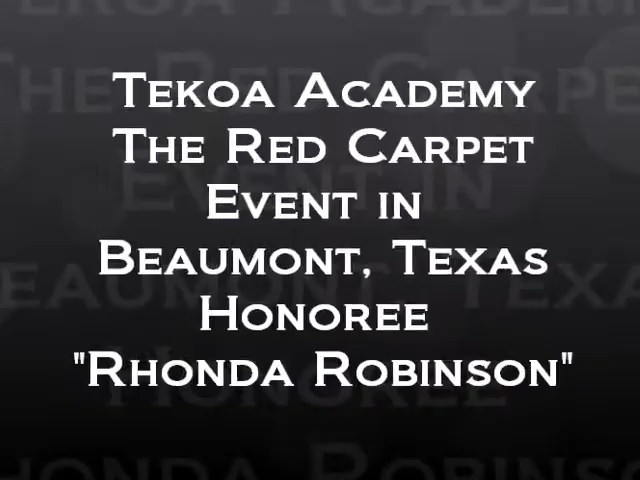 Tekoa Academy
The Red Carpet
Event in
Beaumont, Texas
Honoree
"Rhonda Robinson"